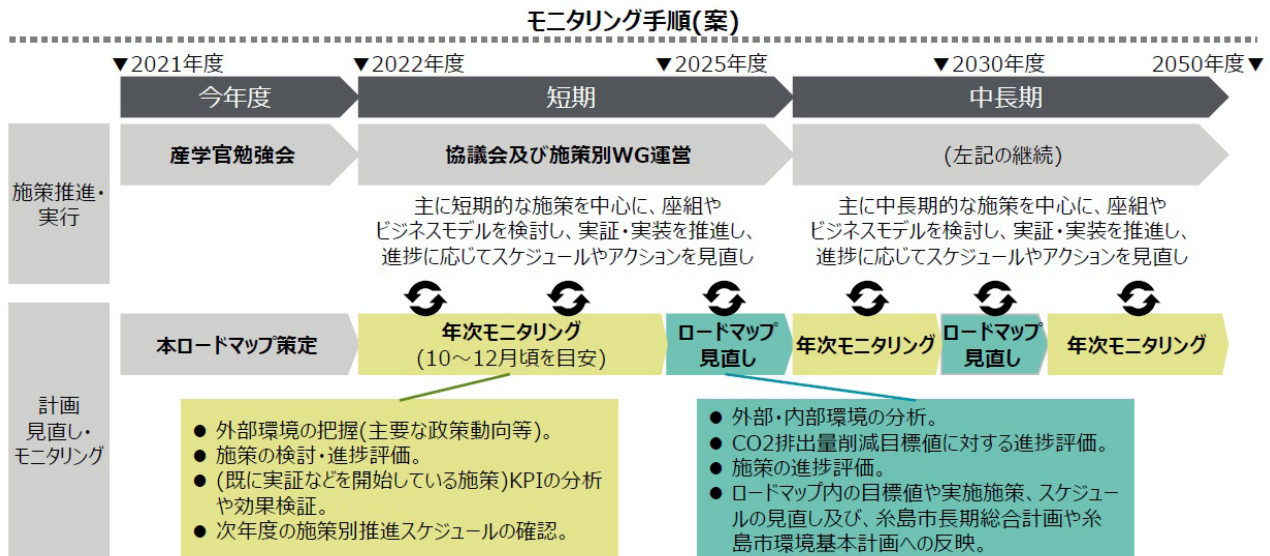 モニタリング手順(案)
▼2021年度
▼2022年度
▼2025年度
▼2030年度
2050年度▼
今年度
短期
中長期
施策推進・
実行
産学官勉強会
協議会及び施策別WG運営
(左記の継続)
主に短期的な施策を中心に、座組や
ビジネスモデルを検討し、実証・実装を推進し、
進捗に応じてスケジュールやアクションを見直し
主に中長期的な施策を中心に、座組や
ビジネスモデルを検討し、実証・実装を推進し、
進捗に応じてスケジュールやアクションを見直し
計画
見直し・
モニタリング
本ロードマップ策定
年次モニタリング
(10～12月頃を目安)
ロードマップ
見直し
年次モニタリング
ロードマップ
見直し
年次モニタリング
● 外部環境の把握(主要な政策動向等)。
● 施策の検討・進捗評価。
● (既に実証などを開始している施策)KPIの分析
や効果検証。
● 次年度の施策別推進スケジュールの確認。
● 外部・内部環境の分析。
● CO2排出量削減目標値に対する進捗評価。
● 施策の進捗評価。
● ロードマップ内の目標値や実施施策、スケジュー
ルの見直し及び、糸島市長期総合計画や糸
島市環境基本計画への反映。